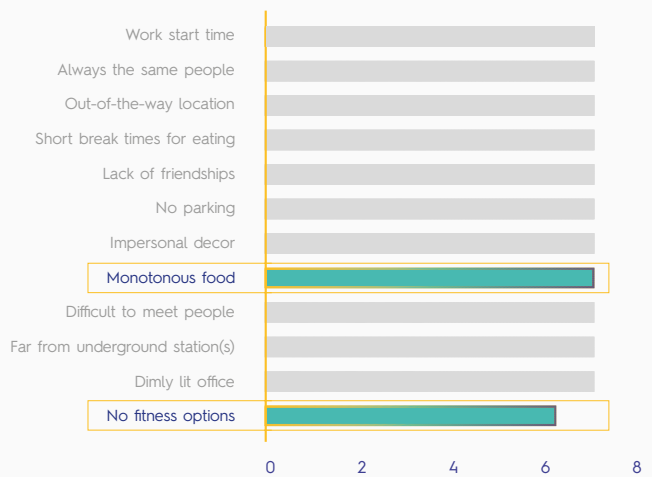 Work start time
Always the same people
Out-of-the-way location
Short break times for eating
Lack of friendships
No parking
Impersonal decor
Monotonous food
Difficult to meet people
Far from underground station(s)
Dimly lit office
No fitness options
0 2 4 6 8